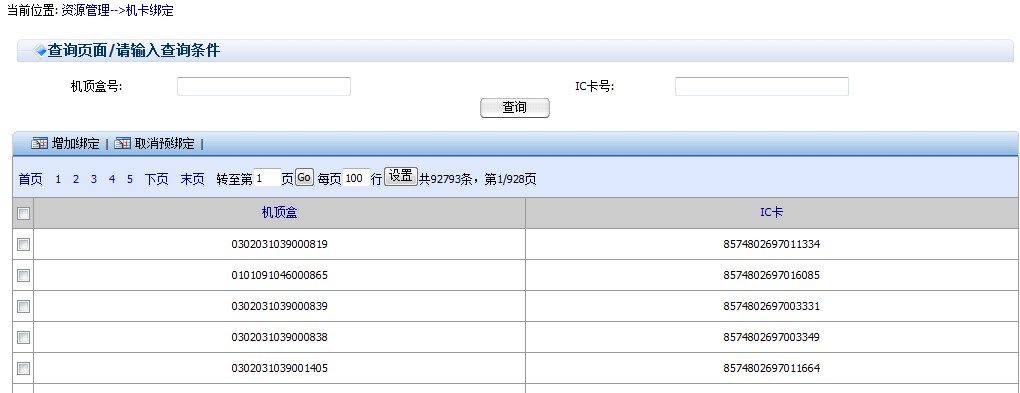 当前位置: 资源管理-->机卡绑定
查询页面/请输入查询条件
机顶盒号: IC卡号:
查询
增加绑定 | 取消预绑定 |
首页 1 2 3 4 5 下页 末页 转至第 1 页 Go 每页 100 行 设置 共92793条，第1/928页
机顶盒 IC卡
0302031039000819 8574802697011334
0101091046000865 8574802697016085
0302031039000839 8574802697003331
0302031039000838 8574802697003349
0302031039001405 8574802697011664